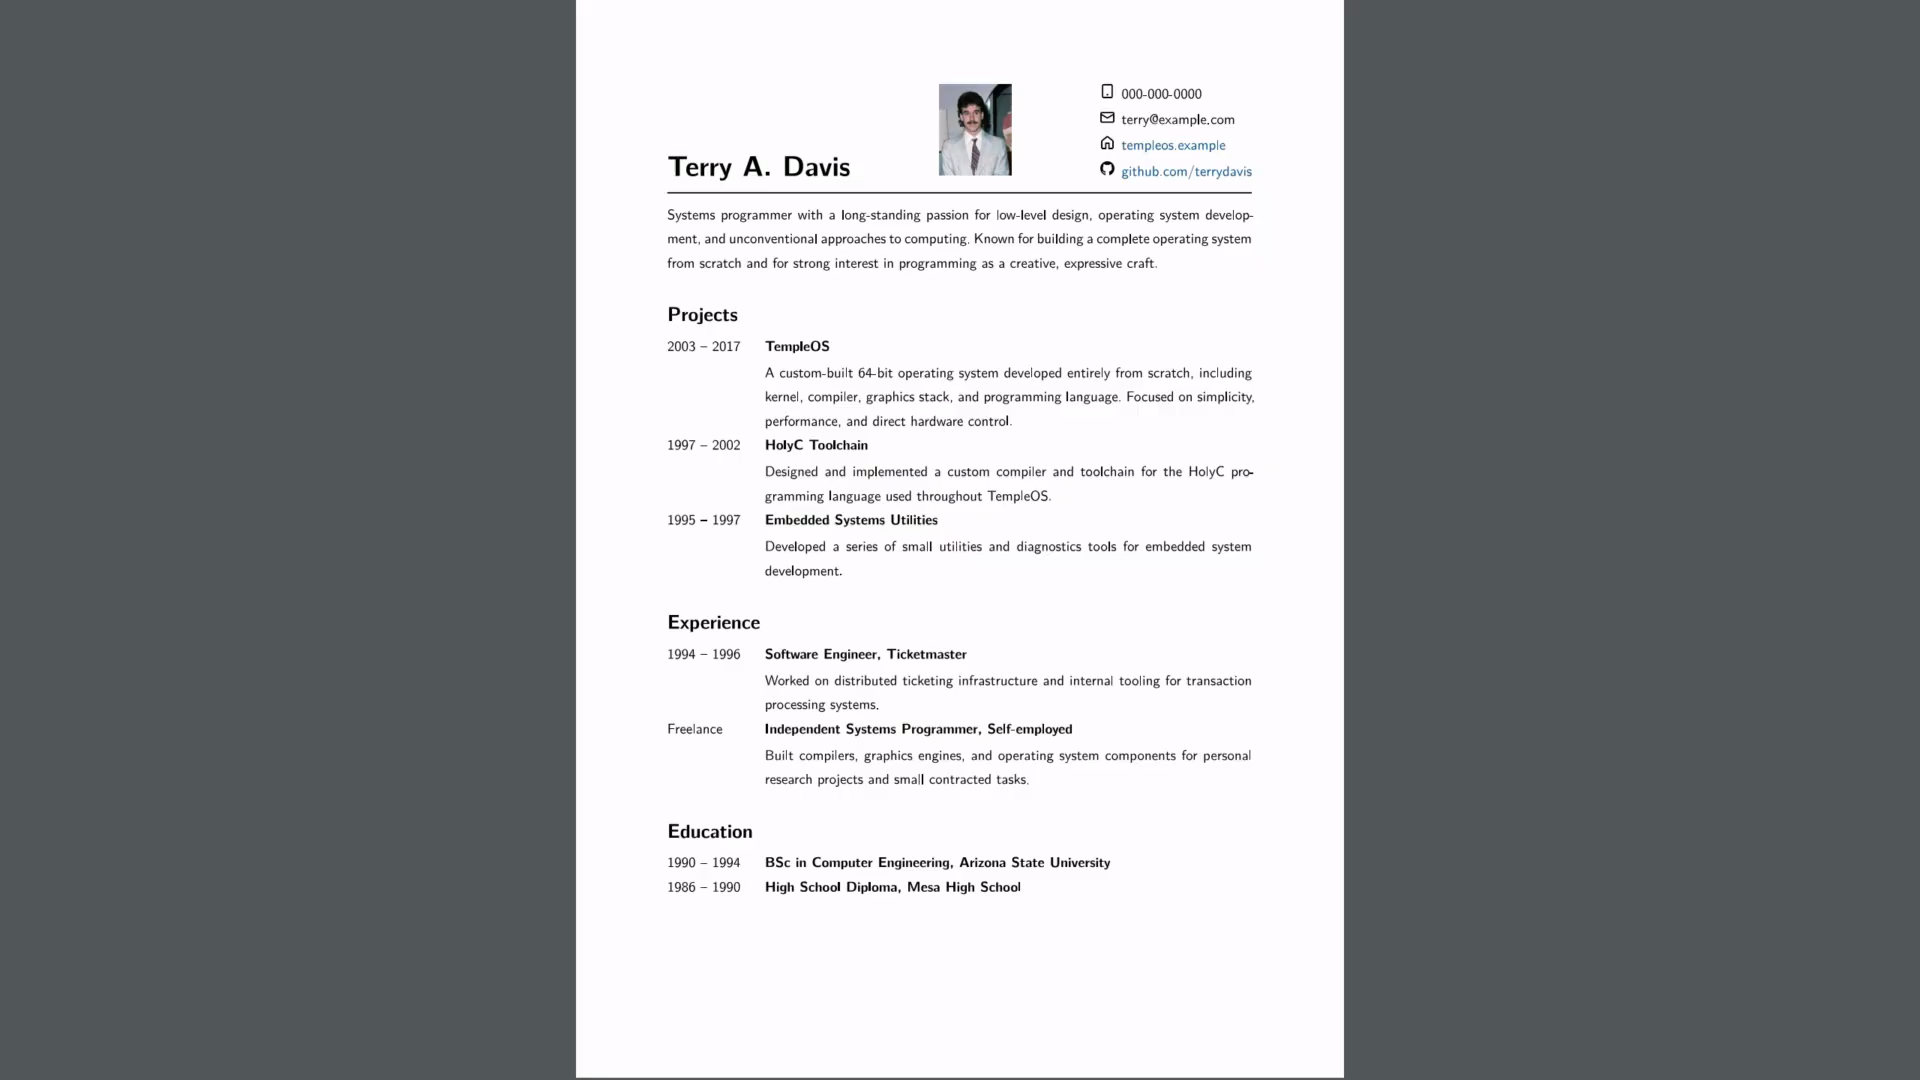 000-000-0000
terry@example.com
templeos.example
Terry A. Davis
github.com/terrydavis
Systems programmer with a long-standing passion for low-level design, operating system develop-
ment, and unconventional approaches to computing. Known for building a complete operating system
from scratch and for strong interest in programming as a creative, expressive craft.
Projects
2003 – 2017 TempleOS
A custom-built 64-bit operating system developed entirely from scratch, including
kernel, compiler, graphics stack, and programming language. Focused on simplicity,
performance, and direct hardware control.
1997 – 2002 HolyC Toolchain
Designed and implemented a custom compiler and toolchain for the HolyC pro-
gramming language used throughout TempleOS.
1995 – 1997 Embedded Systems Utilities
Developed a series of small utilities and diagnostics tools for embedded system
development.
Experience
1994 – 1996 Software Engineer, Ticketmaster
Worked on distributed ticketing infrastructure and internal tooling for transaction
processing systems.
Freelance Independent Systems Programmer, Self-employed
Built compilers, graphics engines, and operating system components for personal
research projects and small contracted tasks.
Education
1990 – 1994 BSc in Computer Engineering, Arizona State University
1986 – 1990 High School Diploma, Mesa High School